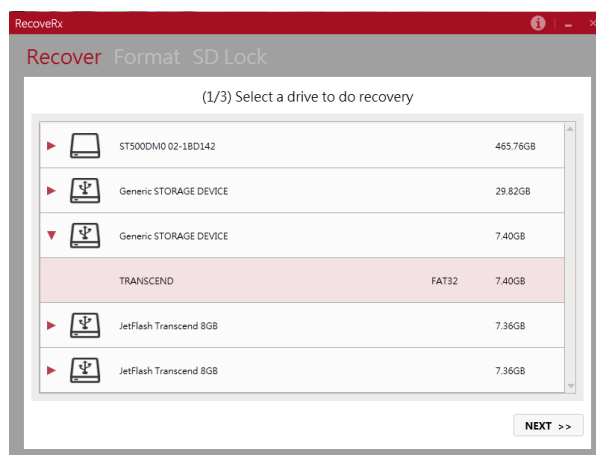 RecoveRx
Recover Format SD Lock
(1/3) Select a drive to do recovery
ST500DM0 02-1BD142 465.76GB
Generic STORAGE DEVICE 29.82GB
Generic STORAGE DEVICE 7.40GB
TRANSCEND FAT32 7.40GB
JetFlash Transcend 8GB 7.36GB
JetFlash Transcend 8GB 7.36GB
NEXT >>